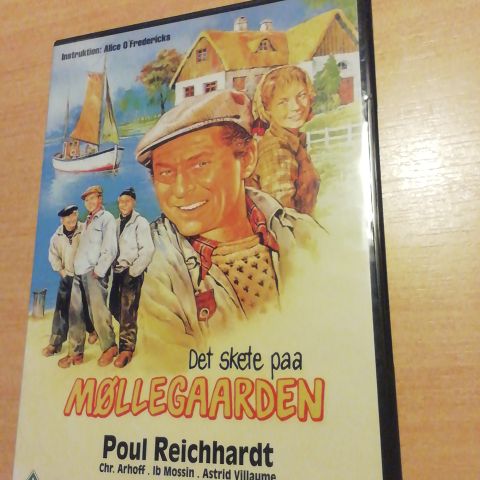 Instruktion: Alice O'Fredericks
Det skete paa
MØLLEGAARDEN
Poul Reichhardt
Chr. Arhoff . Ib Mossin . Astrid Villaume